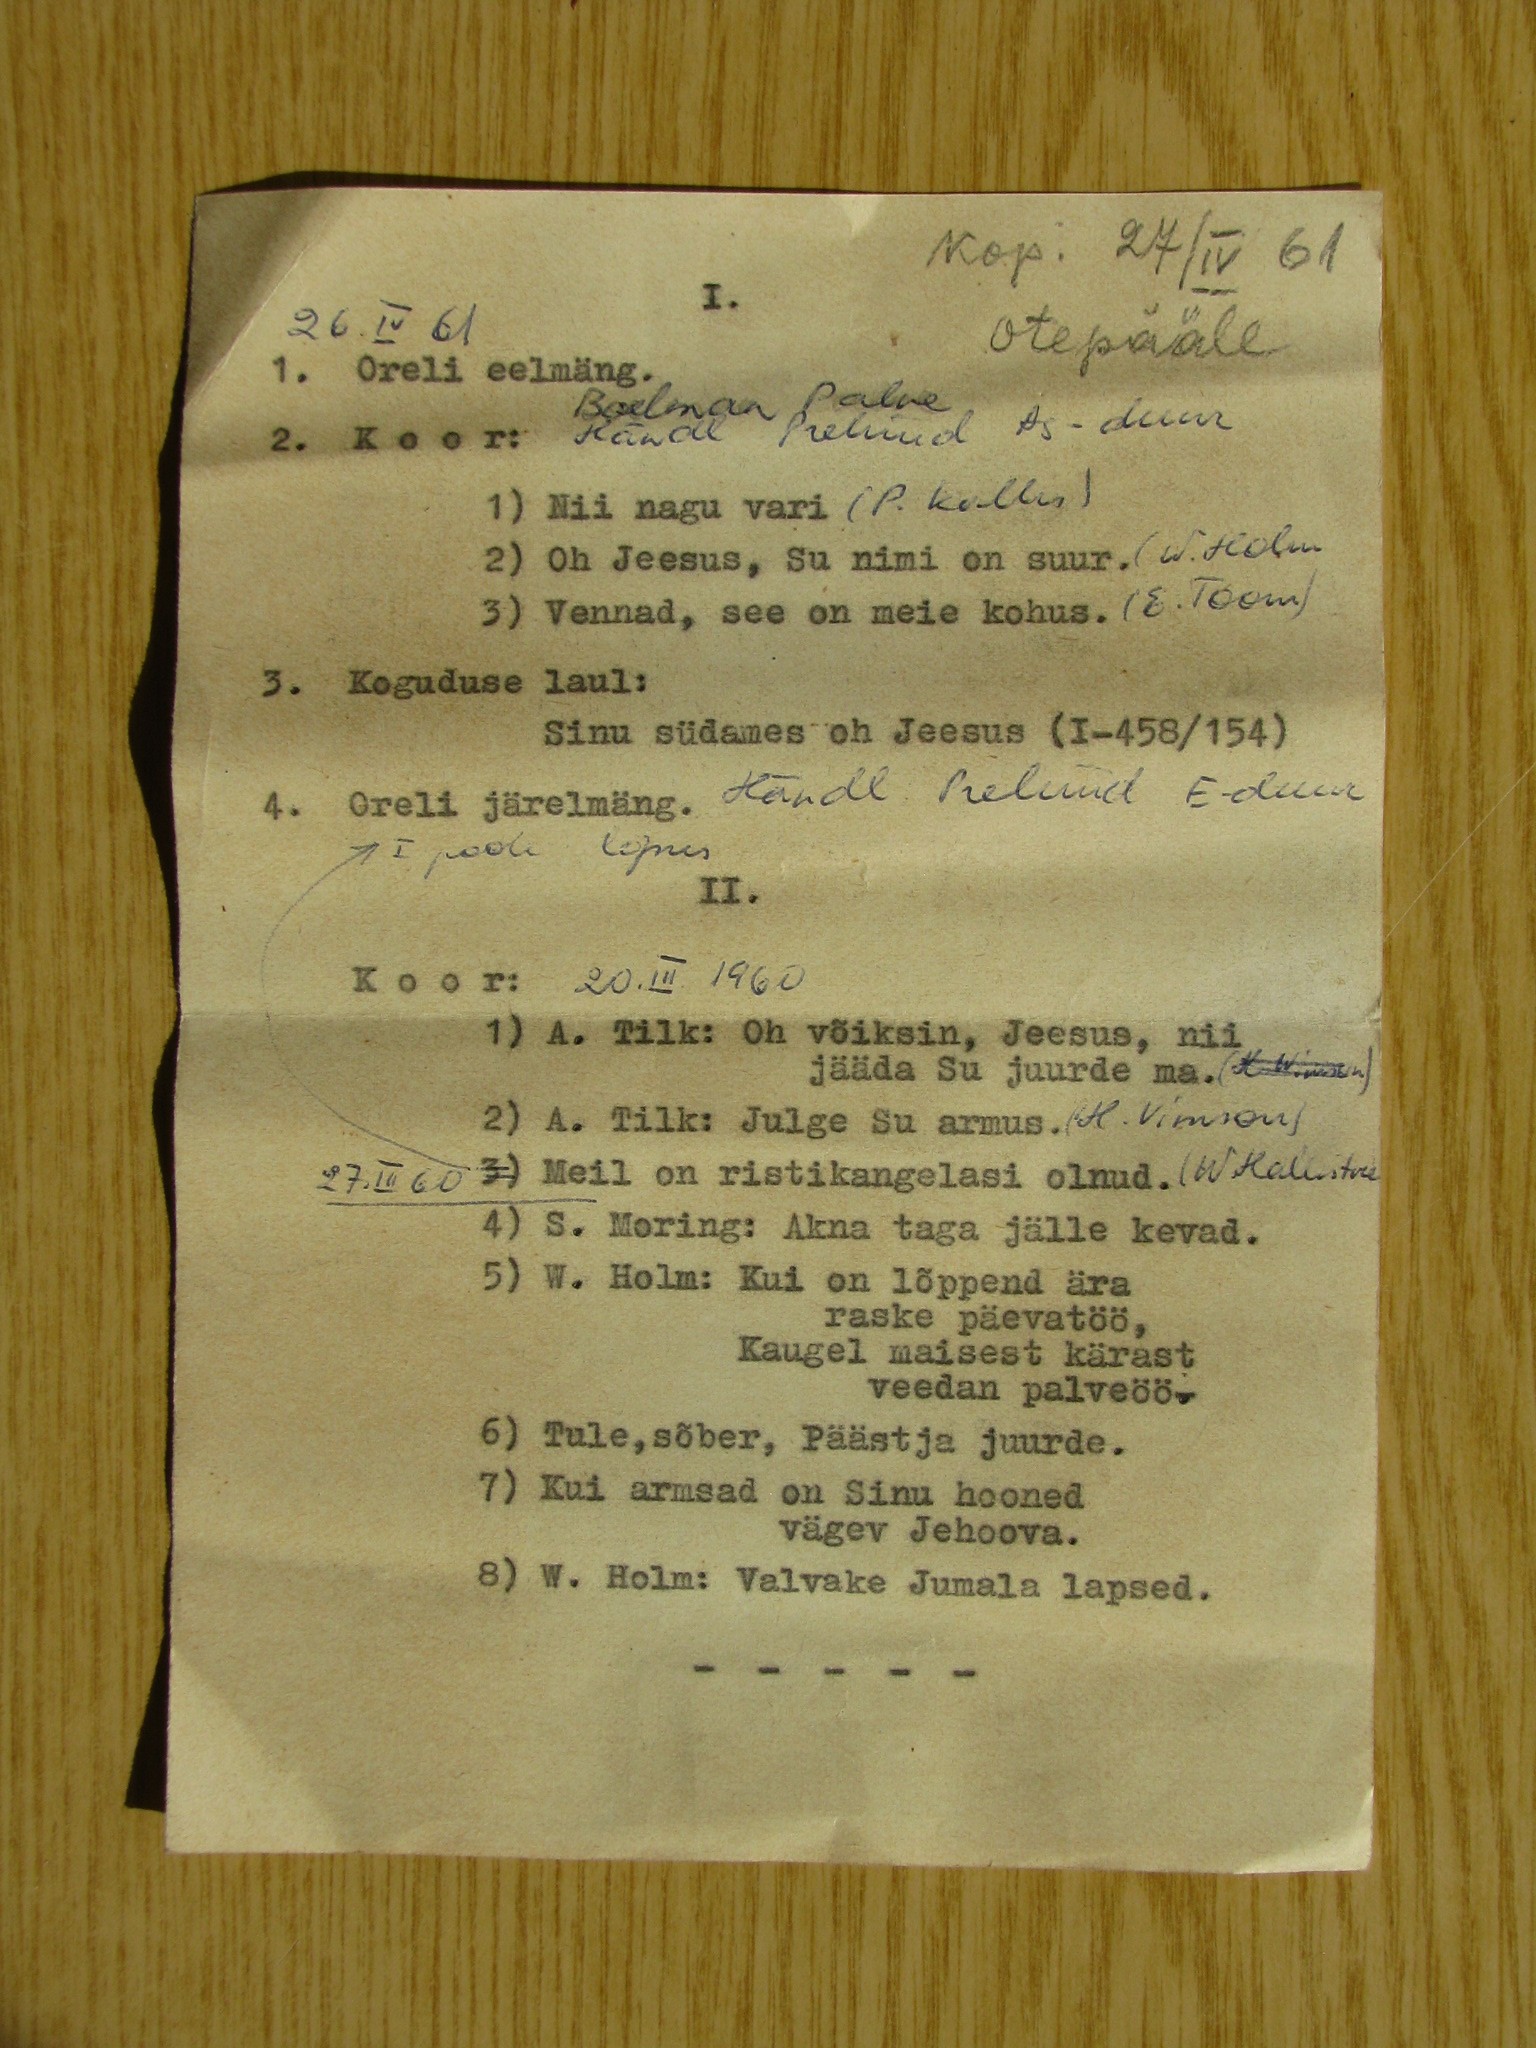 Kop. 27/IV 61
I.
26. IV 61
Otepääle
1. Oreli eelmäng.
Boelman Palve
2. K o o r: Händl Prelüüd As-duur
1) Nii nagu vari (P. Kallus)
2) Oh Jeesus, Su nimi on suur. (W. Holm
3) Vennad, see on meie kohus. (E. Toom)
3. Koguduse laul:
Sinu südames oh Jeesus (I-458/154)
4. Oreli järelmäng. Händl Prelüüd E-duur
I poole lõpus
II.
K o o r: 20. III 1960
1) A. Tilk: Oh võiksin, Jeesus, nii
jääda Su juurde ma. (H. Vimson)
2) A. Tilk: Julge Su armus. (H. Vimson)
27. III 60 3) Meil on ristikangelasi olnud. (W
4) S. Moring: Akna taga jälle kevad.
5) W. Holm: Kui on lõppend ära
raske päevatöö,
Kaugel maisest kärast
veedan palveöö.
6) Tule,sõber, Päästja juurde.
7) Kui armsad on Sinu hooned
vägev Jehoova.
8) W. Holm: Valvake Jumala lapsed.
- - - - -